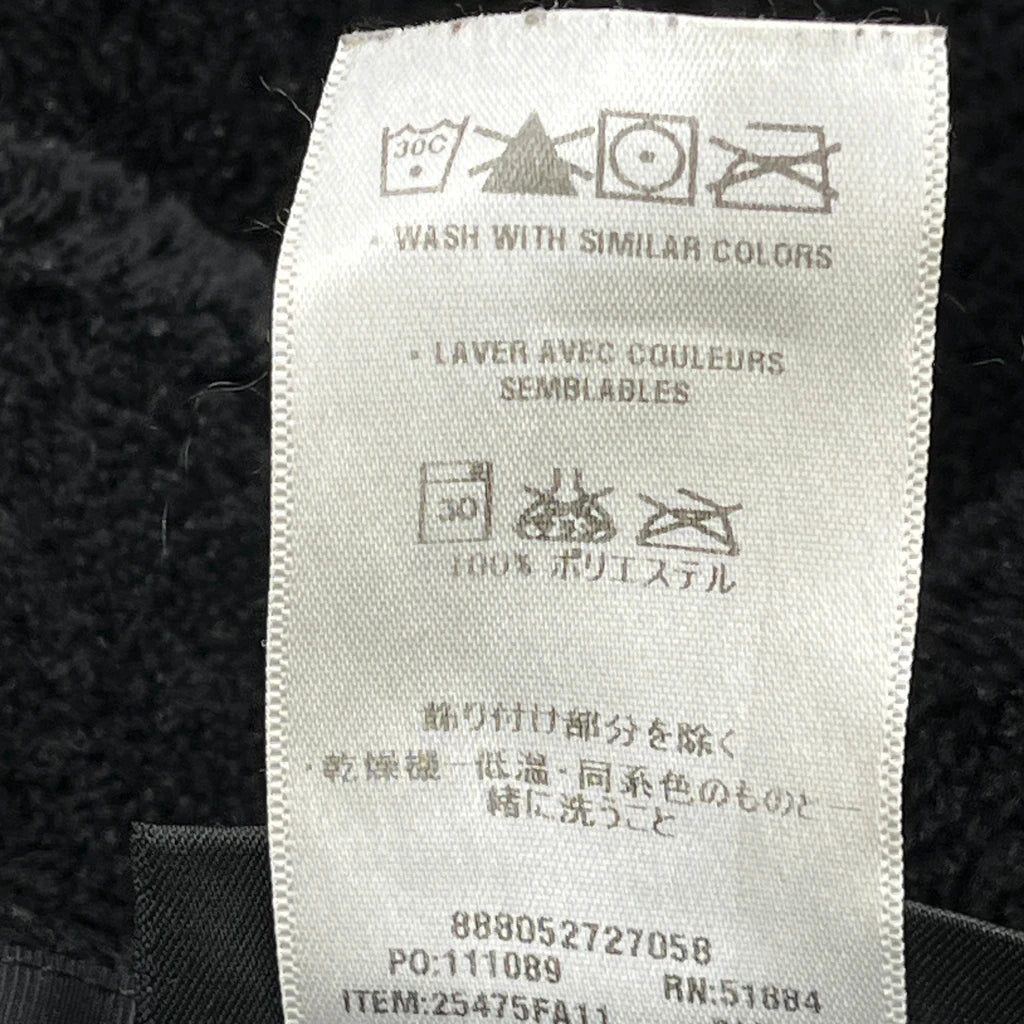 30C
• WASH WITH SIMILAR COLORS
• LAVER AVEC COULEURS
SEMBLABLES
30
100% ポリエステル
飾り付け部分を除く
・乾燥機－低温・同系色のものと一
緒に洗うこと
888052727058
PO:111089 RN:51884
ITEM:25475FA11